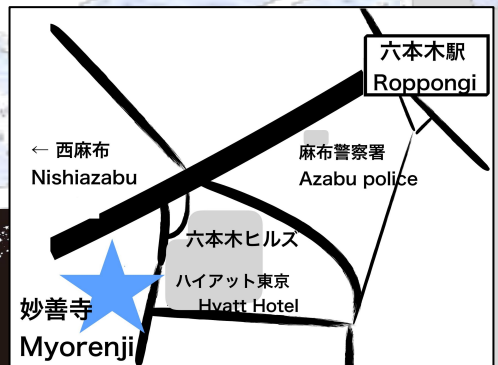 六本木駅
Roppongi
← 西麻布
Nishiazabu
麻布警察署
Azabu police
六本木ヒルズ
ハイアット東京
Hyatt Hotel
妙善寺
Myorenji